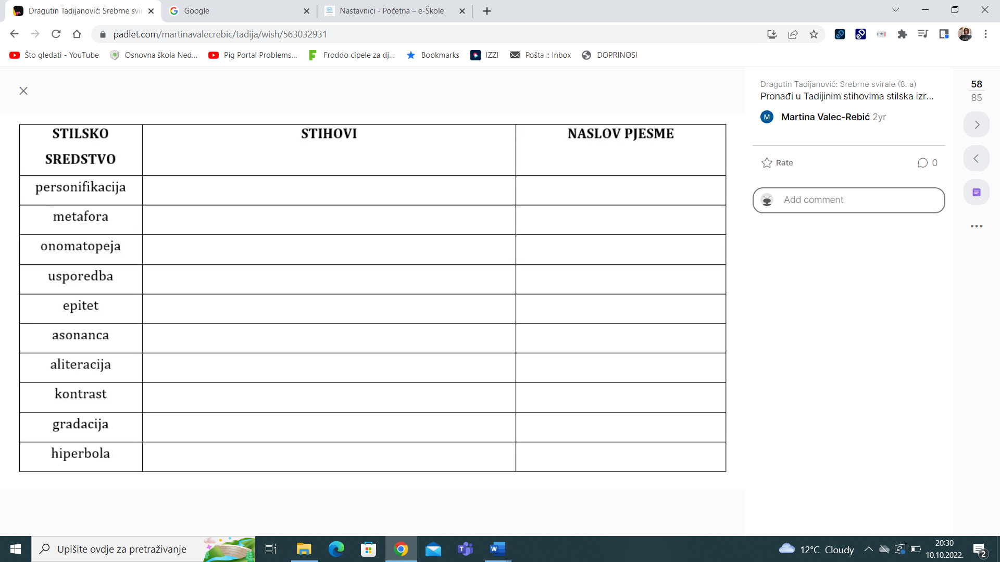 Dragutin Tadijanović: Srebrne svir
Google
Nastavnici - Početna – e-Škole
padlet.com/martinavalecrebic/tadija/wish/563032931
Što gledati - YouTube
Osnovna škola Ned...
Pig Portal Problems...
Froddo cipele za dj...
Bookmarks
IZZI
Pošta :: Inbox
DOPRINOSI
STILSKO SREDSTVO
STIHOVI
NASLOV PJESME
personifikacija
metafora
onomatopeja
usporedba
epitet
asonanca
aliteracija
kontrast
gradacija
hiperbola
Dragutin Tadijanović: Srebrne svirale (8. a)
Pronađi u Tadijinim stihovima stilska izr...
M Martina Valec-Rebić 2yr
Rate
0
Add comment
58
85
Upišite ovdje za pretraživanje
12°C Cloudy
20:30
10.10.2022.
2